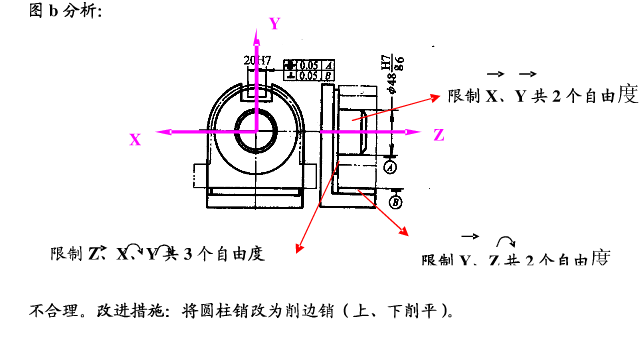 图 b 分析：
Y
20H7
0.05 A
⊥ 0.05 B
φ48 H7/g6
限制 X、Y 共 2 个自由度
X
Z
A
B
限制 Z、X、Y 共 3 个自由度
限制 Y、Z 共 2 个自由度
不合理。改进措施：将圆柱销改为削边销（上、下削平）。